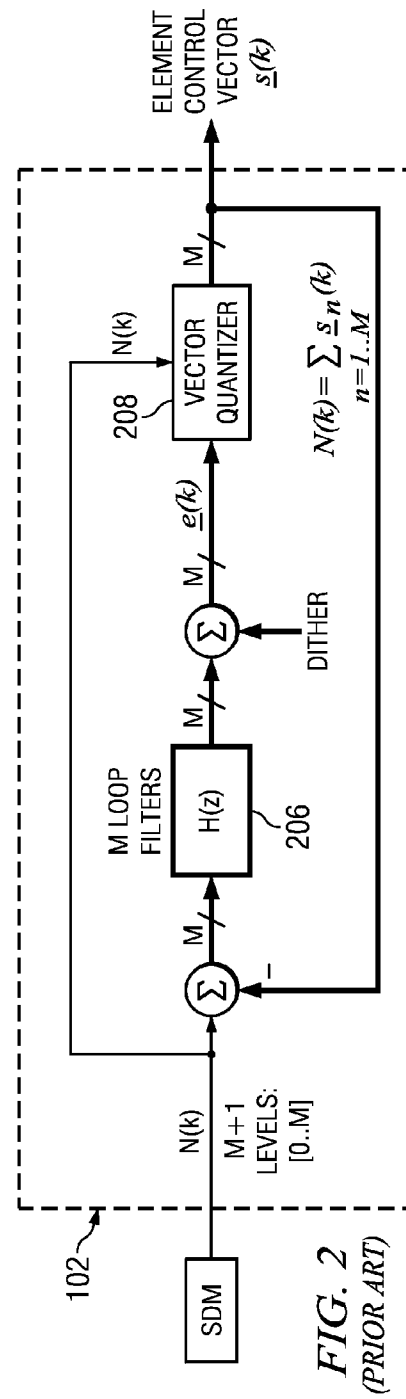 102
SDM
N(k)
M+1
LEVELS:
[0..M]
Σ
−
M
M LOOP
FILTERS
H(z)
206
M
Σ
DITHER
M
e(k)
N(k)
208
VECTOR
QUANTIZER
M
N(k)= Σ s n(k)
n=1..M
ELEMENT
CONTROL
VECTOR
s(k)
FIG. 2
(PRIOR ART)